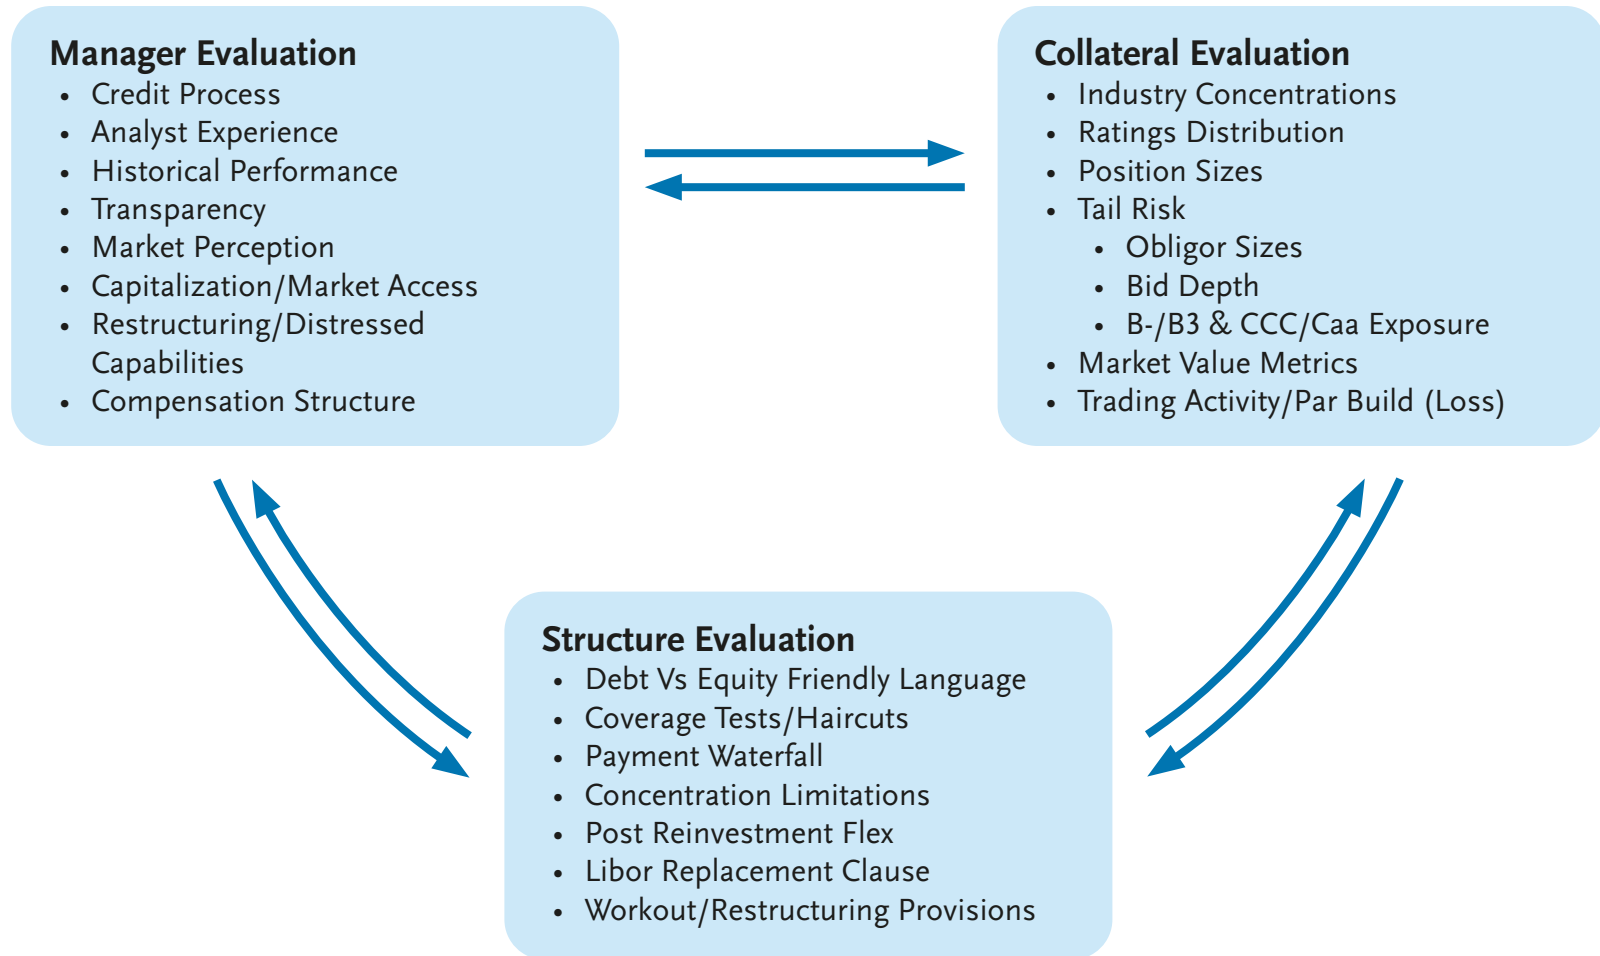 Manager Evaluation
• Credit Process
• Analyst Experience
• Historical Performance
• Transparency
• Market Perception
• Capitalization/Market Access
• Restructuring/Distressed
Capabilities
• Compensation Structure
Collateral Evaluation
• Industry Concentrations
• Ratings Distribution
• Position Sizes
• Tail Risk
• Obligor Sizes
• Bid Depth
• B-/B3 & CCC/Caa Exposure
• Market Value Metrics
• Trading Activity/Par Build (Loss)
Structure Evaluation
• Debt Vs Equity Friendly Language
• Coverage Tests/Haircuts
• Payment Waterfall
• Concentration Limitations
• Post Reinvestment Flex
• Libor Replacement Clause
• Workout/Restructuring Provisions